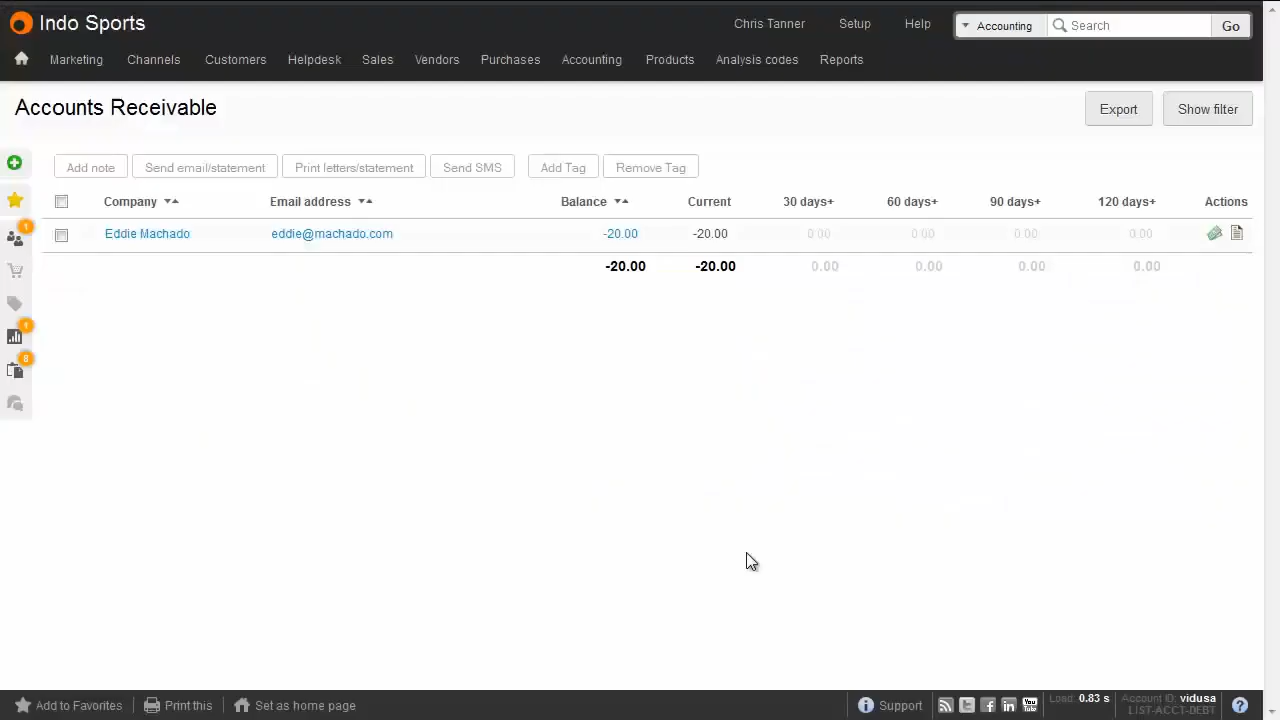 Indo Sports
Chris Tanner Setup Help Accounting Search Go
Marketing Channels Customers Helpdesk Sales Vendors Purchases Accounting Products Analysis codes Reports
Accounts Receivable
Export Show filter
Add note Send email/statement Print letters/statement Send SMS Add Tag Remove Tag
Company Email address Balance Current 30 days+ 60 days+ 90 days+ 120 days+ Actions
1
Eddie Machado eddie@machado.com -20.00 -20.00 0.00 0.00 0.00 0.00
-20.00 -20.00 0.00 0.00 0.00 0.00
1
8
Add to Favorites Print this Set as home page Support You Tube Load: 0.83 s Account ID: vidusa
LIST-ACCT-DEBT